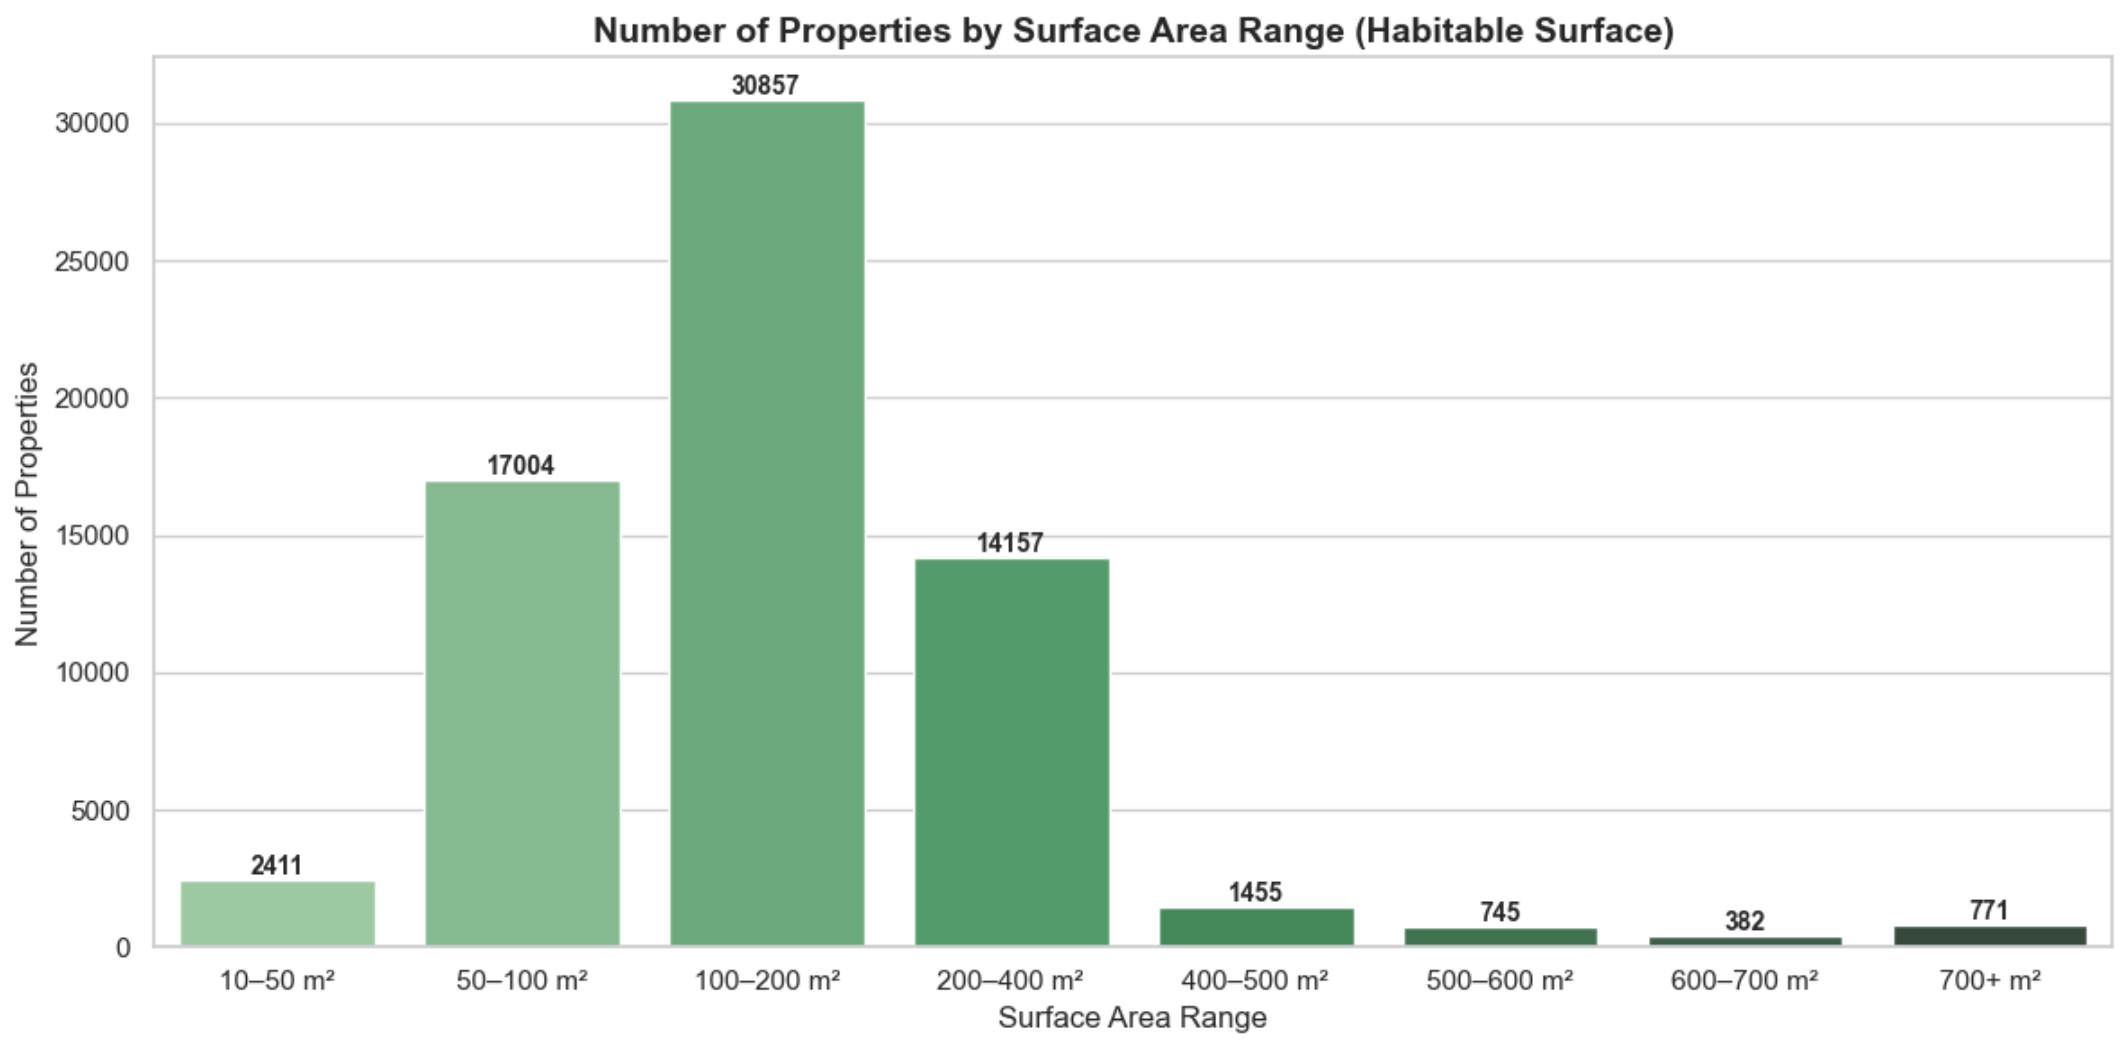 Number of Properties by Surface Area Range (Habitable Surface)
Number of Properties
30000
25000
20000
15000
10000
5000
0
2411
17004
30857
14157
1455
745
382
771
10–50 m²
50–100 m²
100–200 m²
200–400 m²
400–500 m²
500–600 m²
600–700 m²
700+ m²
Surface Area Range